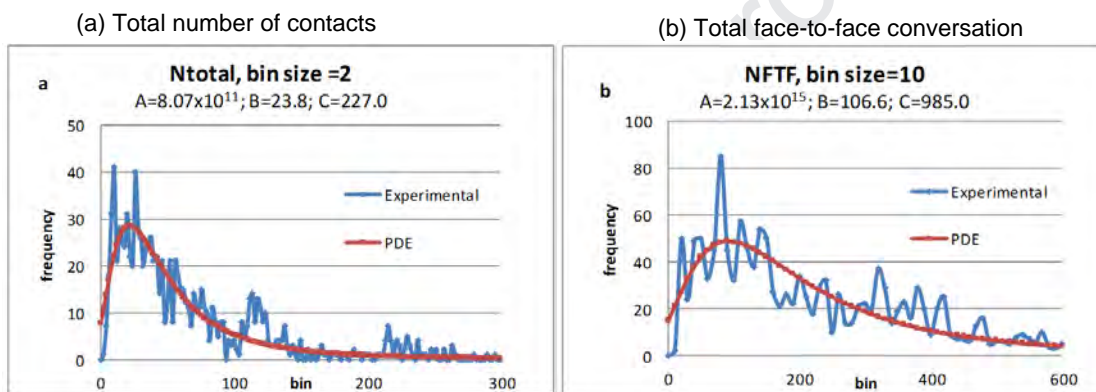 (a) Total number of contacts
(b) Total face-to-face conversation
a
Ntotal, bin size =2
A=8.07x10¹¹; B=23.8; C=227.0
50
40
30
20
10
0
frequency
Experimental
PDE
0
100
200
300
bin
b
NFTF, bin size=10
A=2.13x10¹⁵; B=106.6; C=985.0
100
80
60
40
20
0
frequency
Experimental
PDE
0
200
400
600
bin